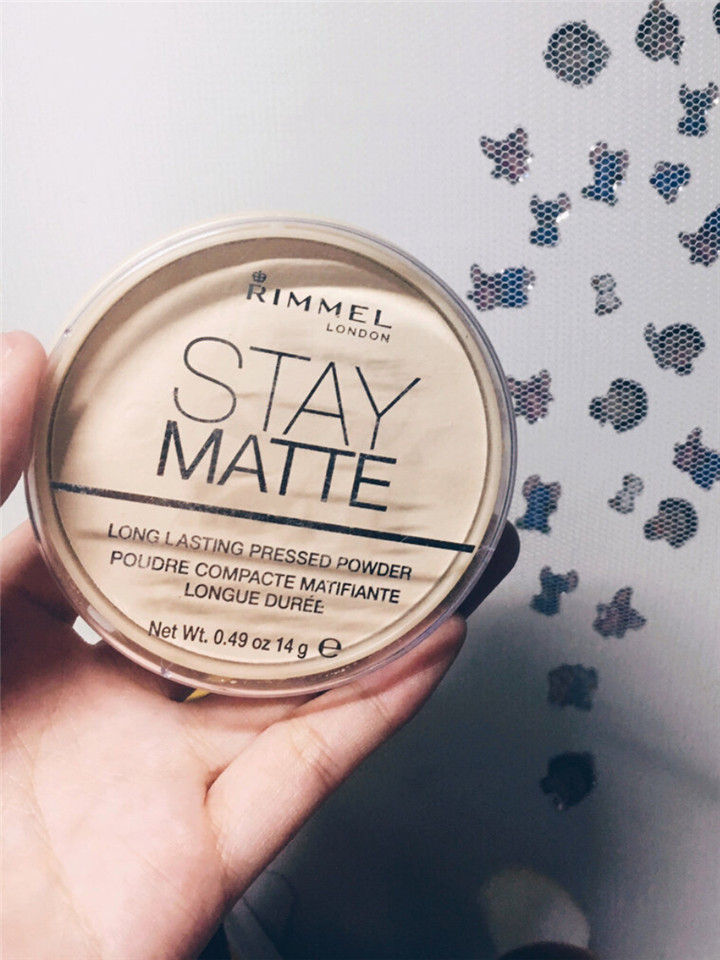 RIMMEL
LONDON
STAY
MATTE
LONG LASTING PRESSED POWDER
POUDRE COMPACTE MATIFIANTE
LONGUE DURÉE
Net Wt. 0.49 oz 14 g ℮